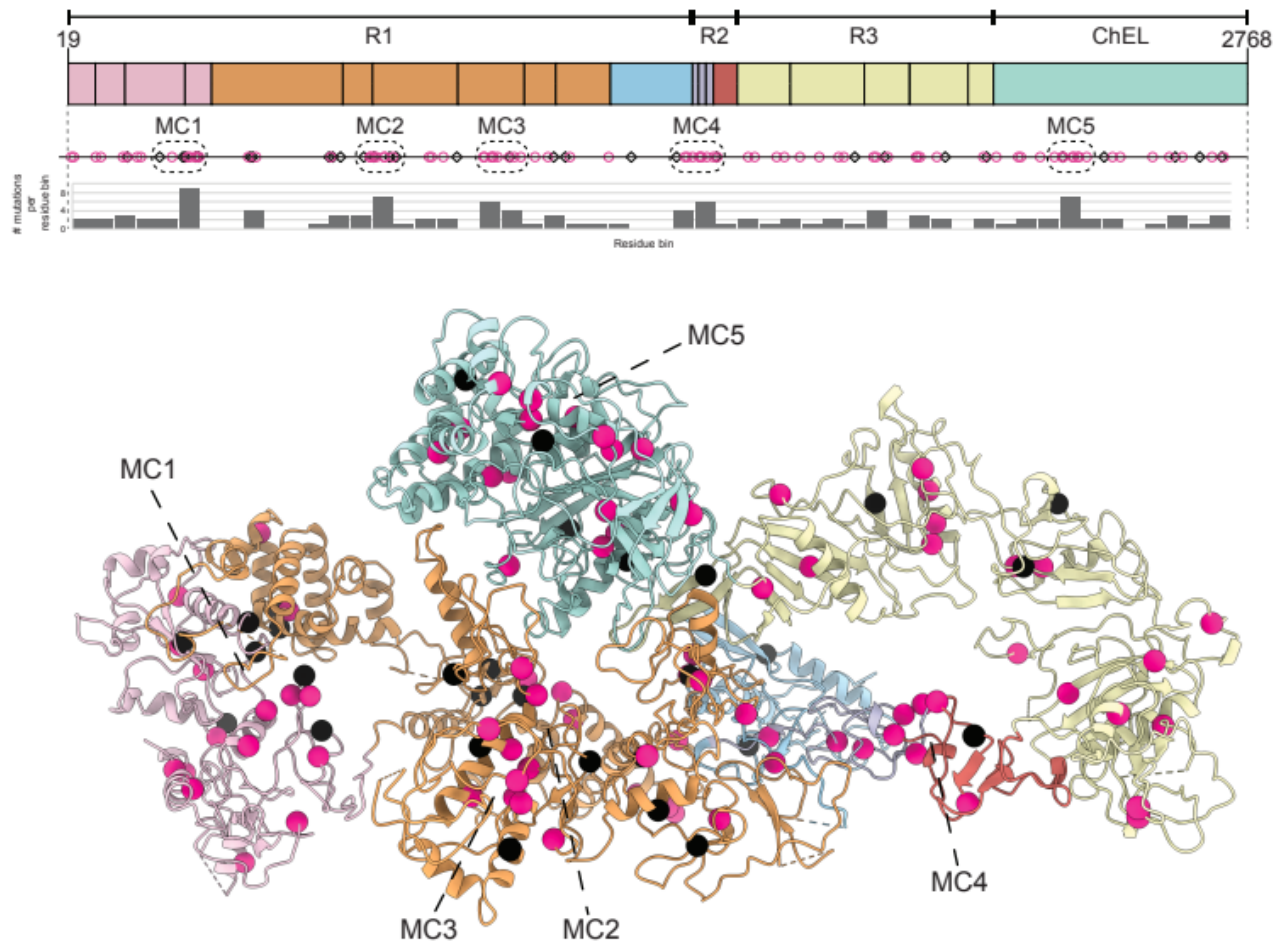 R1 R2 R3 ChEL
19 2768
MC1 MC2 MC3 MC4 MC5
# mutations
per
residue bin
8
4
0
Residue bin
MC5
MC1
MC4
MC3 MC2